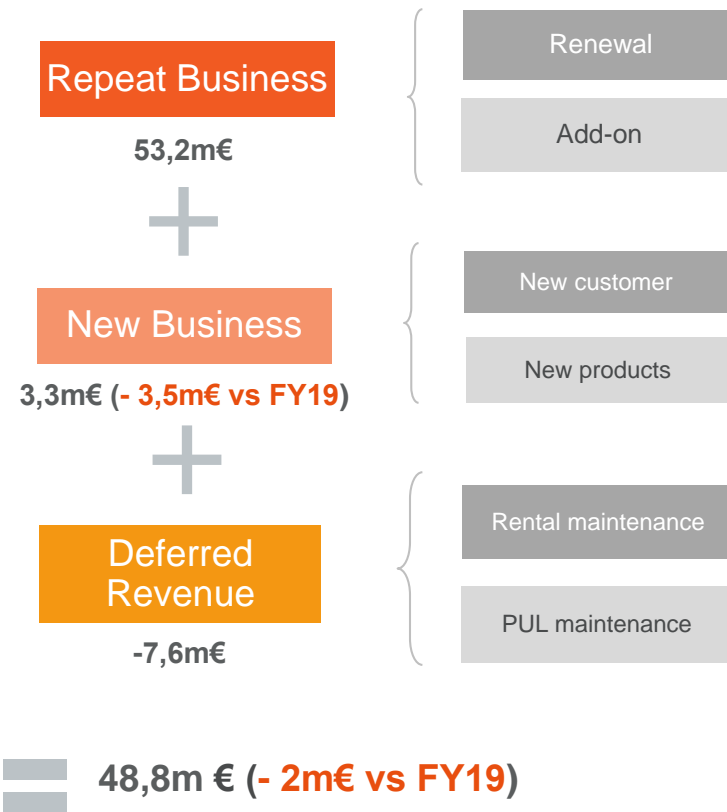 Repeat Business
53,2m€
Renewal
Add-on
New Business
3,3m€ (- 3,5m€ vs FY19)
New customer
New products
Deferred
Revenue
-7,6m€
Rental maintenance
PUL maintenance
48,8m € (- 2m€ vs FY19)